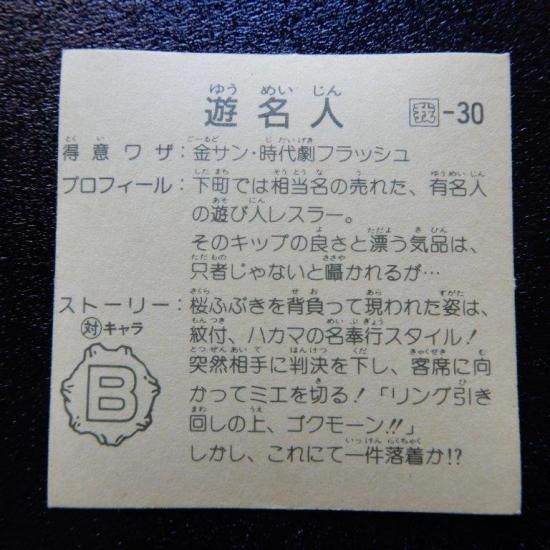 遊名人 -30
得意ワザ：金サン・時代劇フラッシュ
プロフィール：下町では相当名の売れた、有名人
の遊び人レスラー。
そのキップの良さと漂う気品は、
只者じゃないと囁かれるが…
ストーリー：桜ふぶきを背負って現われた姿は、
紋付、ハカマの名奉行スタイル！
突然相手に判決を下し、客席に向
かってミエを切る！「リング引き
回しの上、ゴクモーン!!」
しかし、これにて一件落着か!?
対キャラ
B